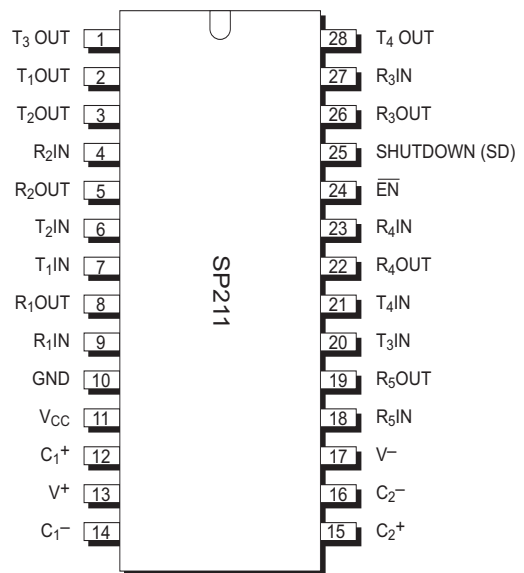 T₃ OUT 1 28 T₄ OUT
T₁OUT 2 27 R₃IN
T₂OUT 3 26 R₃OUT
R₂IN 4 25 SHUTDOWN (SD)
R₂OUT 5 24 E̅N̅
T₂IN 6 23 R₄IN
T₁IN 7 22 R₄OUT
R₁OUT 8 21 T₄IN
R₁IN 9 20 T₃IN
GND 10 19 R₅OUT
V_CC 11 18 R₅IN
C₁⁺ 12 17 V⁻
V⁺ 13 16 C₂⁻
C₁⁻ 14 15 C₂⁺
SP211